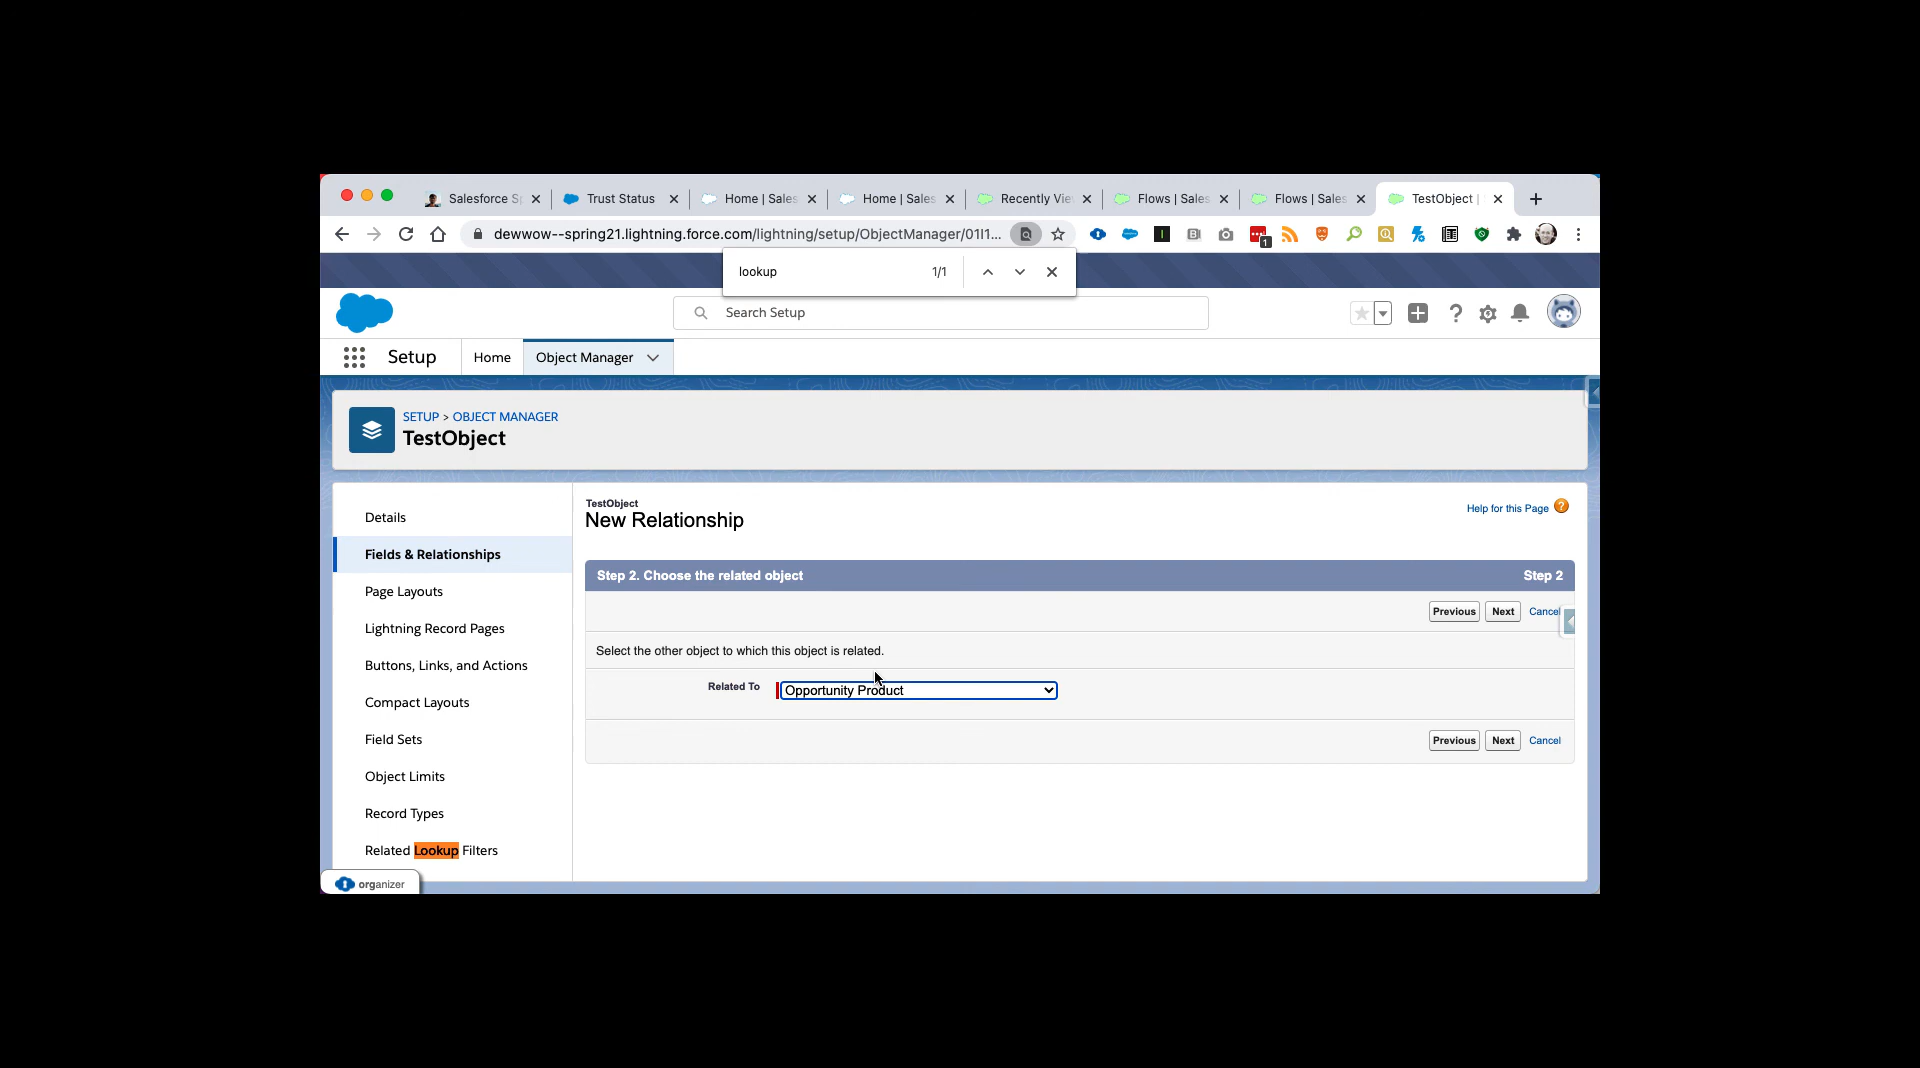 Salesforce S
Trust Status
Home | Sales
Home | Sales
Recently Vie
Flows | Sales
Flows | Sales
TestObject |
dewwow--spring21.lightning.force.com/lightning/setup/ObjectManager/01I1...
1
lookup 1/1
Search Setup
Setup
Home
Object Manager
SETUP > OBJECT MANAGER
TestObject
Details
Fields & Relationships
Page Layouts
Lightning Record Pages
Buttons, Links, and Actions
Compact Layouts
Field Sets
Object Limits
Record Types
Related Lookup Filters
organizer
TestObject
New Relationship
Help for this Page ?
Step 2. Choose the related object Step 2
Previous Next Cancel
Select the other object to which this object is related.
Related To Opportunity Product
Previous Next Cancel